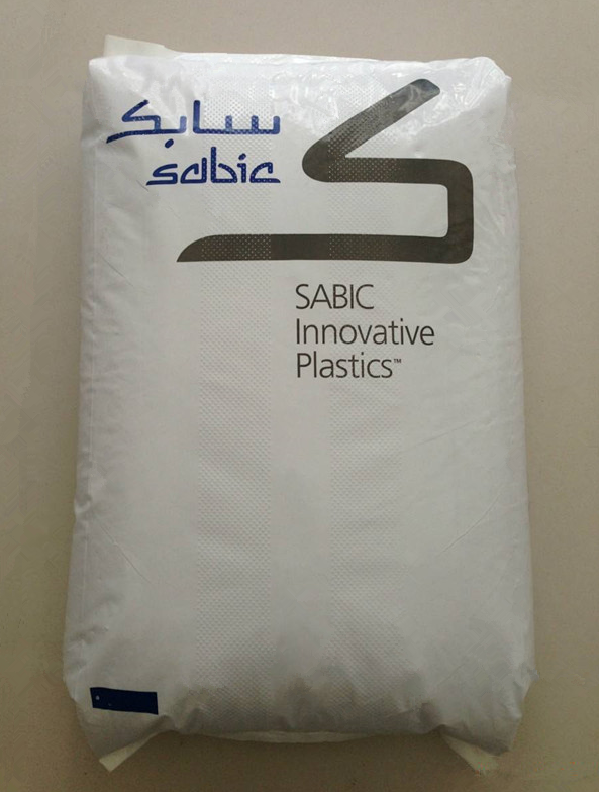 سابك
sabic
SABIC
Innovative
Plastics™